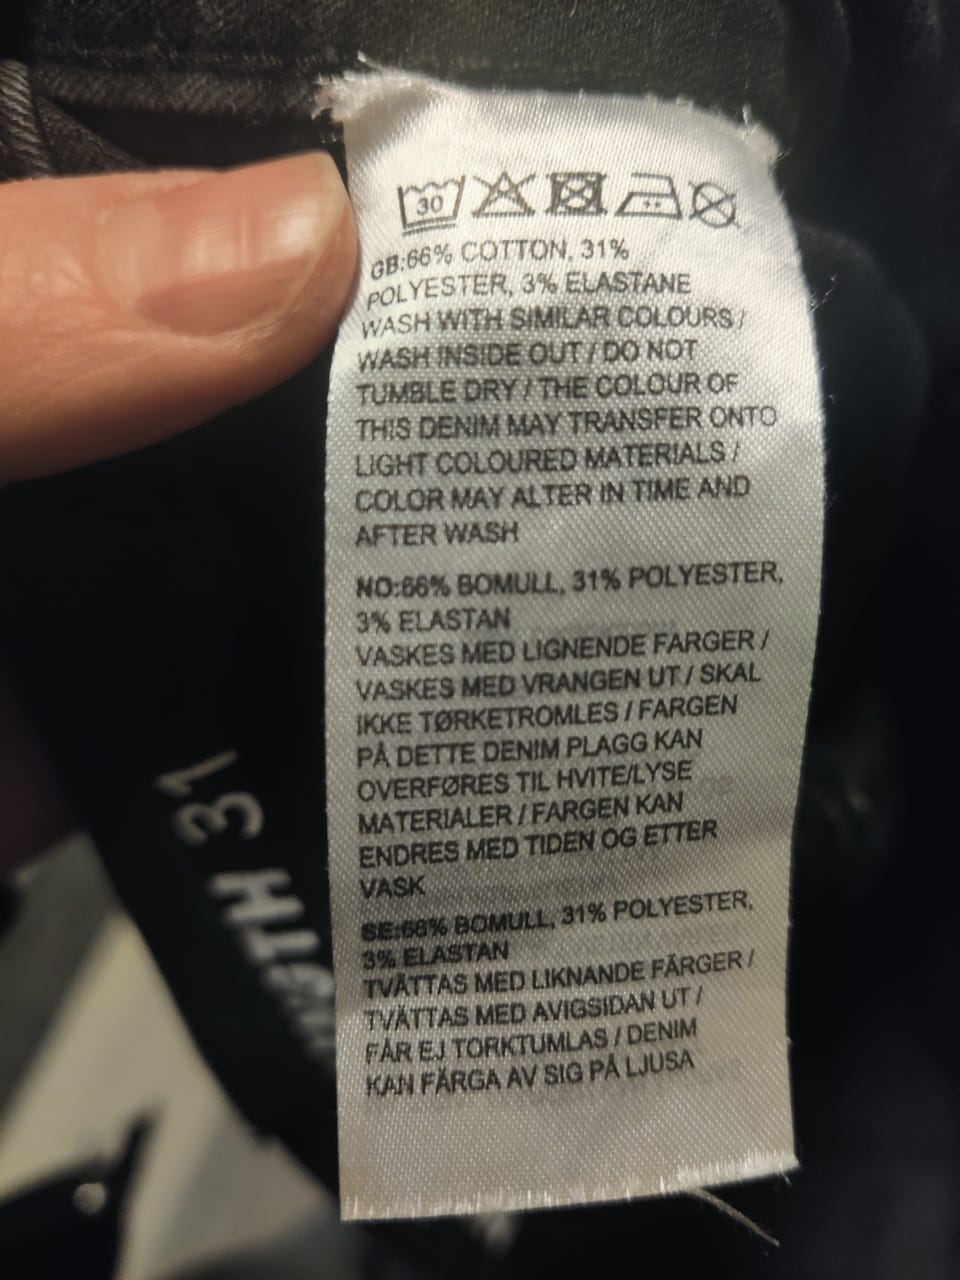 30
GB:66% COTTON, 31%
POLYESTER, 3% ELASTANE
WASH WITH SIMILAR COLOURS /
WASH INSIDE OUT / DO NOT
TUMBLE DRY / THE COLOUR OF
THIS DENIM MAY TRANSFER ONTO
LIGHT COLOURED MATERIALS /
COLOR MAY ALTER IN TIME AND
AFTER WASH
NO:66% BOMULL, 31% POLYESTER,
3% ELASTAN
VASKES MED LIGNENDE FARGER /
VASKES MED VRANGEN UT / SKAL
IKKE TØRKETROMLES / FARGEN
PÅ DETTE DENIM PLAGG KAN
OVERFØRES TIL HVITE/LYSE
MATERIALER / FARGEN KAN
ENDRES MED TIDEN OG ETTER
VASK
SE:66% BOMULL, 31% POLYESTER,
3% ELASTAN
TVÄTTAS MED LIKNANDE FÄRGER /
TVÄTTAS MED AVIGSIDAN UT /
FÅR EJ TORKTUMLAS / DENIM
KAN FÄRGA AV SIG PÅ LJUSA
31